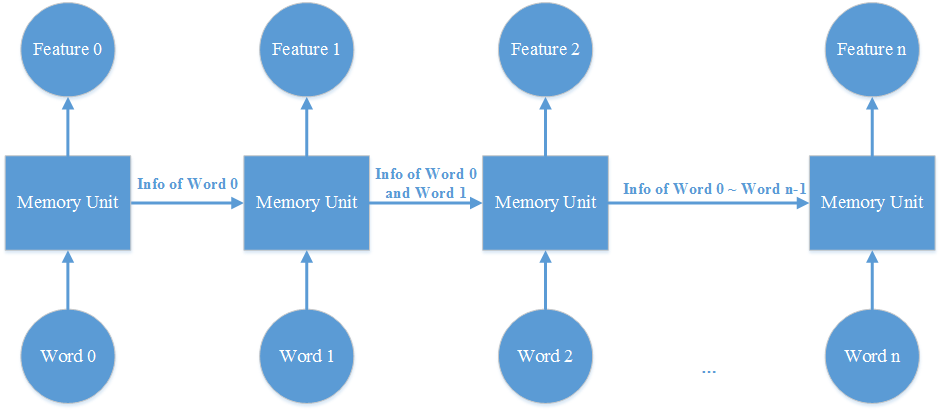 Feature 0
Feature 1
Feature 2
Feature n
Memory Unit
Info of Word 0
Memory Unit
Info of Word 0
and Word 1
Memory Unit
Info of Word 0 ~ Word n-1
Memory Unit
Word 0
Word 1
Word 2
...
Word n